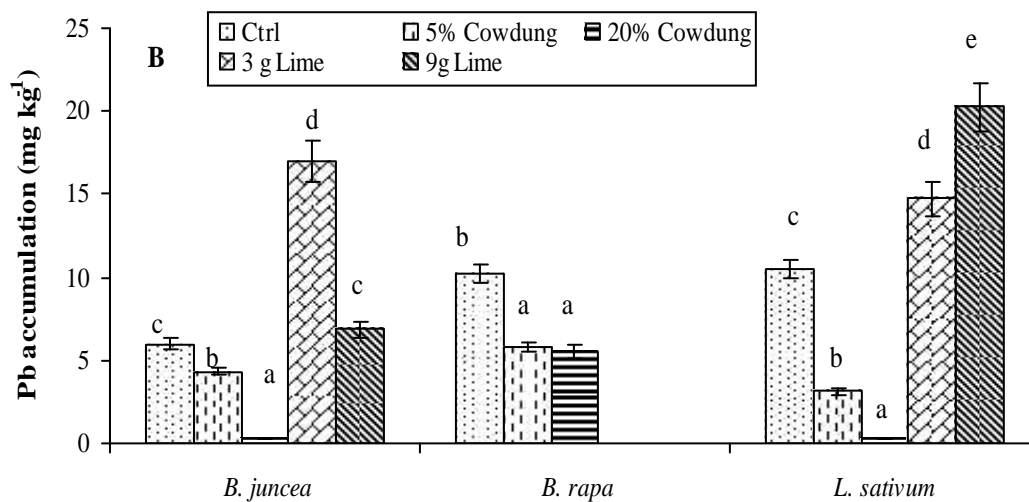 B
Ctrl 5% Cowdung 20% Cowdung
3 g Lime 9g Lime
Pb accumulation (mg kg-1)
25
20
15
10
5
0
c b a d c
b a a
c b a d e
B. juncea B. rapa L. sativum